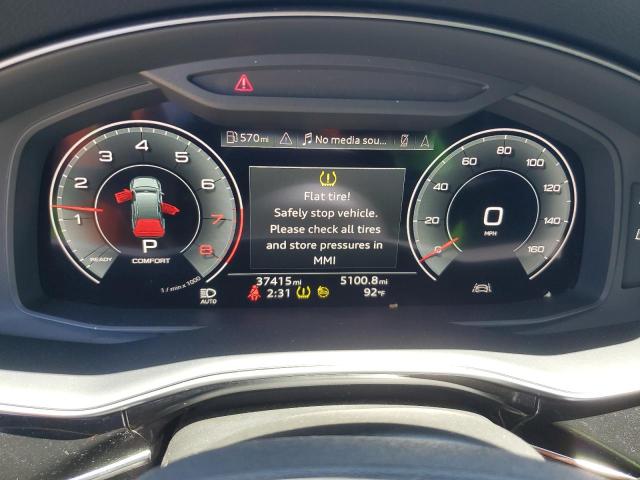 570mi No media sou...
Flat tire!
Safely stop vehicle.
Please check all tires
and store pressures in
MMI
1 2 3 4 5 6 7 8
READY
P
COMFORT
1 / min x 1000
0 20 40 60 80 100 120 140 160
0
MPH
37415mi 5100.8mi
AUTO 2:31 92°F